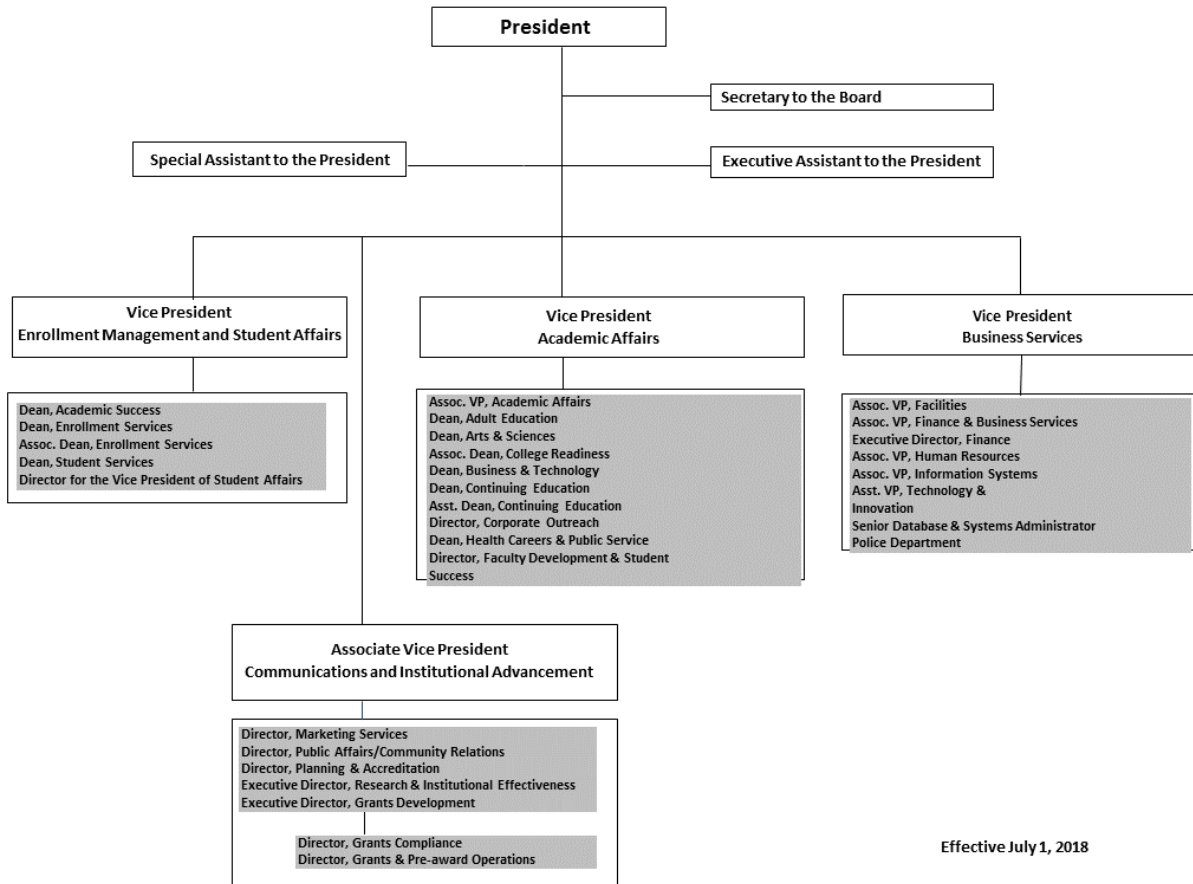 President
Secretary to the Board
Special Assistant to the President
Executive Assistant to the President
Vice President
Enrollment Management and Student Affairs
Dean, Academic Success
Dean, Enrollment Services
Assoc. Dean, Enrollment Services
Dean, Student Services
Director for the Vice President of Student Affairs
Vice President
Academic Affairs
Assoc. VP, Academic Affairs
Dean, Adult Education
Dean, Arts & Sciences
Assoc. Dean, College Readiness
Dean, Business & Technology
Dean, Continuing Education
Asst. Dean, Continuing Education
Director, Corporate Outreach
Dean, Health Careers & Public Service
Director, Faculty Development & Student
Success
Vice President
Business Services
Assoc. VP, Facilities
Assoc. VP, Finance & Business Services
Executive Director, Finance
Assoc. VP, Human Resources
Assoc. VP, Information Systems
Asst. VP, Technology &
Innovation
Senior Database & Systems Administrator
Police Department
Associate Vice President
Communications and Institutional Advancement
Director, Marketing Services
Director, Public Affairs/Community Relations
Director, Planning & Accreditation
Executive Director, Research & Institutional Effectiveness
Executive Director, Grants Development
Director, Grants Compliance
Director, Grants & Pre-award Operations
Effective July 1, 2018